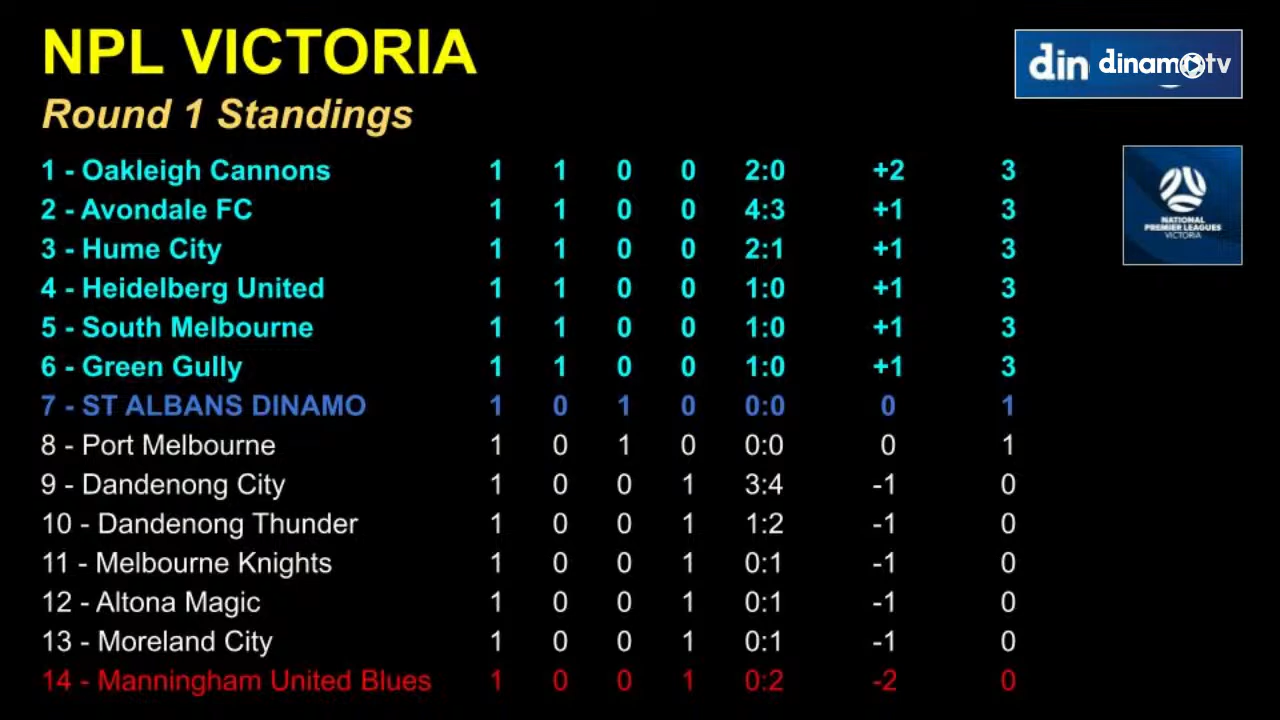 NPL VICTORIA
Round 1 Standings
din dinamotv
1 - Oakleigh Cannons 1 1 0 0 2:0 +2 3
2 - Avondale FC 1 1 0 0 4:3 +1 3
3 - Hume City 1 1 0 0 2:1 +1 3
4 - Heidelberg United 1 1 0 0 1:0 +1 3
5 - South Melbourne 1 1 0 0 1:0 +1 3
6 - Green Gully 1 1 0 0 1:0 +1 3
7 - ST ALBANS DINAMO 1 0 1 0 0:0 0 1
8 - Port Melbourne 1 0 1 0 0:0 0 1
9 - Dandenong City 1 0 0 1 3:4 -1 0
10 - Dandenong Thunder 1 0 0 1 1:2 -1 0
11 - Melbourne Knights 1 0 0 1 0:1 -1 0
12 - Altona Magic 1 0 0 1 0:1 -1 0
13 - Moreland City 1 0 0 1 0:1 -1 0
14 - Manningham United Blues 1 0 0 1 0:2 -2 0
NATIONAL
PREMIER LEAGUES
VICTORIA